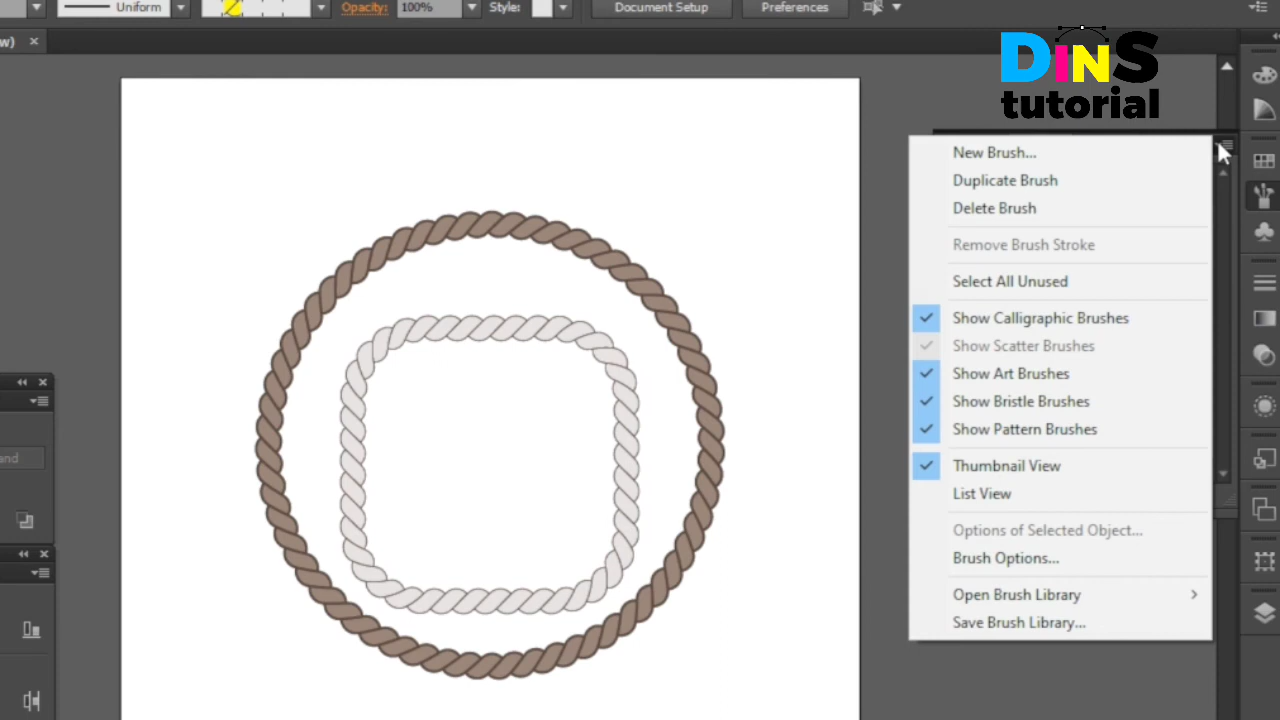 Uniform
Opacity:
100%
Style:
Document Setup
Preferences
w)
DiNS
tutorial
New Brush...
Duplicate Brush
Delete Brush
Remove Brush Stroke
Select All Unused
Show Calligraphic Brushes
Show Scatter Brushes
Show Art Brushes
Show Bristle Brushes
Show Pattern Brushes
Thumbnail View
List View
Options of Selected Object...
Brush Options...
Open Brush Library
Save Brush Library...
and